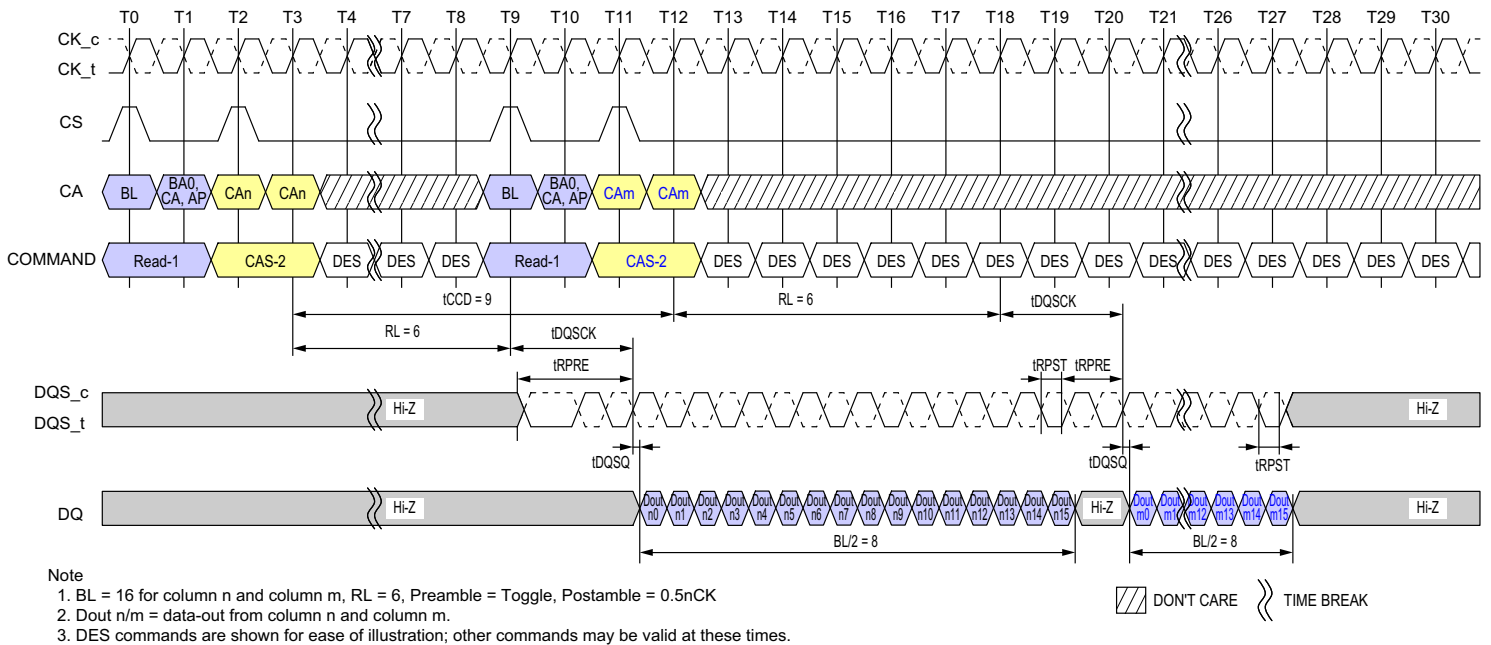 T0 T1 T2 T3 T4 T7 T8 T9 T10 T11 T12 T13 T14 T15 T16 T17 T18 T19 T20 T21 T26 T27 T28 T29 T30
CK_c
CK_t
CS
CA BL BA0, CA, AP CAn CAn BL BA0, CA, AP CAm CAm
COMMAND Read-1 CAS-2 DES DES DES Read-1 CAS-2 DES DES DES DES DES DES DES DES DES DES DES DES DES DES
tCCD = 9 RL = 6 tDQSCK
RL = 6 tDQSCK
tRPRE tRPST tRPRE
DQS_c
DQS_t
Hi-Z Hi-Z
tDQSQ tDQSQ tRPST
DQ Hi-Z Dout n0 Dout n1 Dout n2 Dout n3 Dout n4 Dout n5 Dout n6 Dout n7 Dout n8 Dout n9 Dout n10 Dout n11 Dout n12 Dout n13 Dout n14 Dout n15 Hi-Z Dout m0 Dout m1 Dout m12 Dout m13 Dout m14 Dout m15 Hi-Z
BL/2 = 8 BL/2 = 8
Note
1. BL = 16 for column n and column m, RL = 6, Preamble = Toggle, Postamble = 0.5nCK
2. Dout n/m = data-out from column n and column m.
3. DES commands are shown for ease of illustration; other commands may be valid at these times.
DON'T CARE TIME BREAK